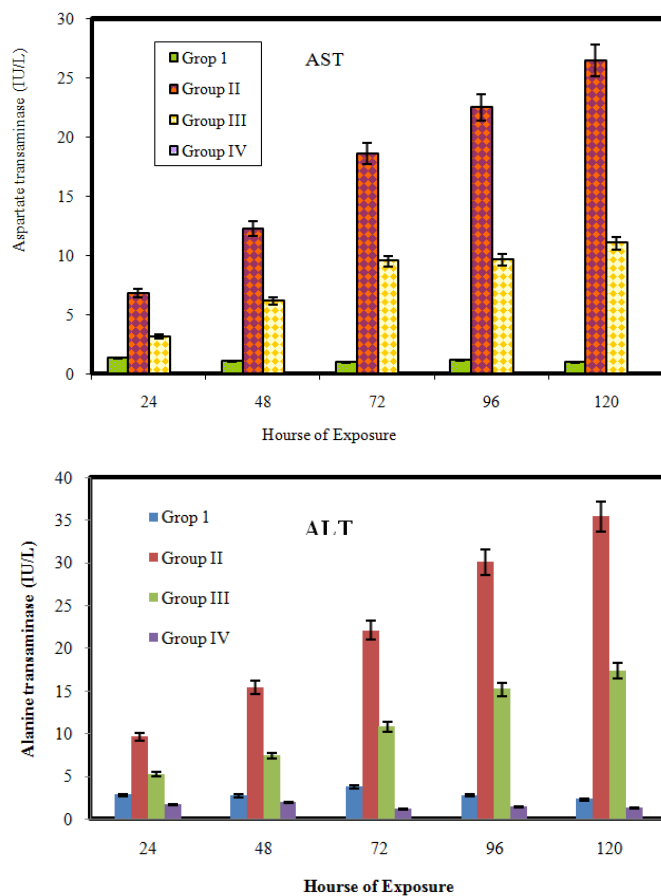 30
25
20
15
10
5
0
Aspartate transaminase (IU/L)
AST
Grop 1
Group II
Group III
Group IV
24 48 72 96 120
Hourse of Exposure
40
35
30
25
20
15
10
5
0
Alanine transaminase (IU/L)
ALT
Grop 1
Group II
Group III
Group IV
24 48 72 96 120
Hourse of Exposure